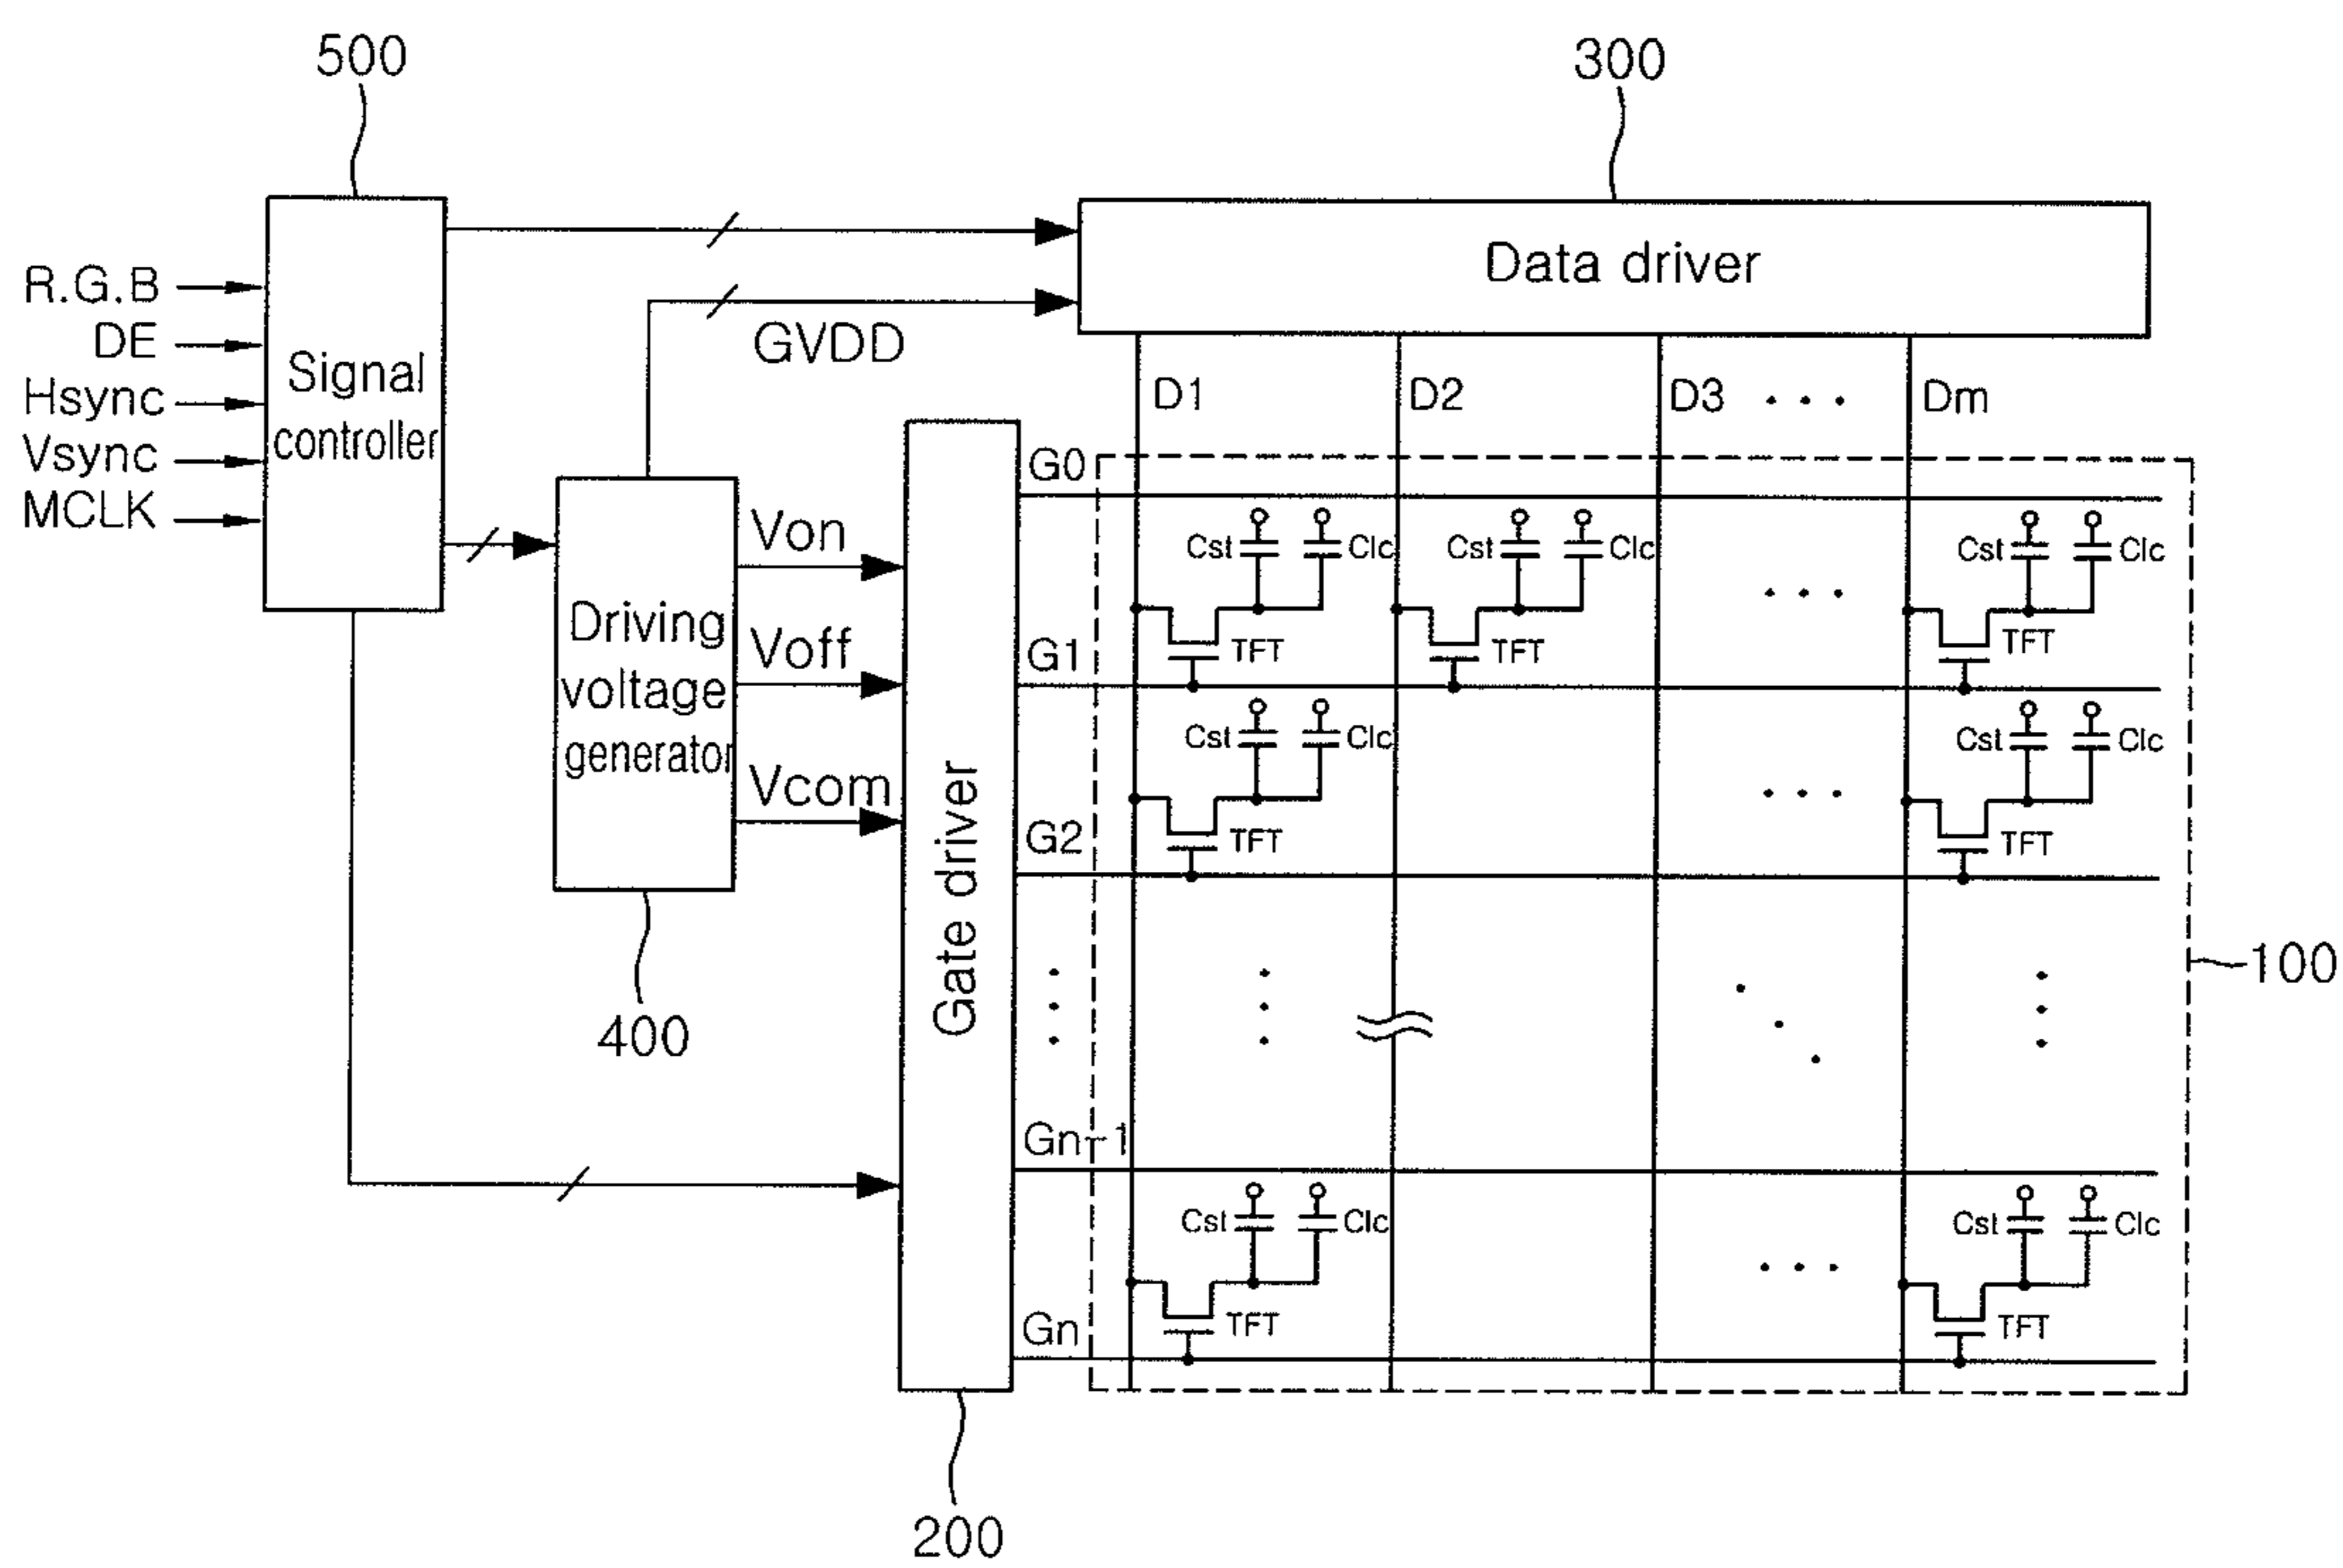 500
300
R.G.B
DE
Hsync
Vsync
MCLK
Signal
controller
Data driver
GVDD
D1 D2 D3 . . . Dm
Driving
voltage
generator
Von
Voff
Vcom
Gate driver
G0
Cst Clc Cst Clc . . . Cst Clc
TFT TFT TFT
G1
Cst Clc . . . Cst Clc
TFT TFT
G2
100
400
Gn-1
Cst Clc . . . Cst Clc
TFT TFT
Gn
200